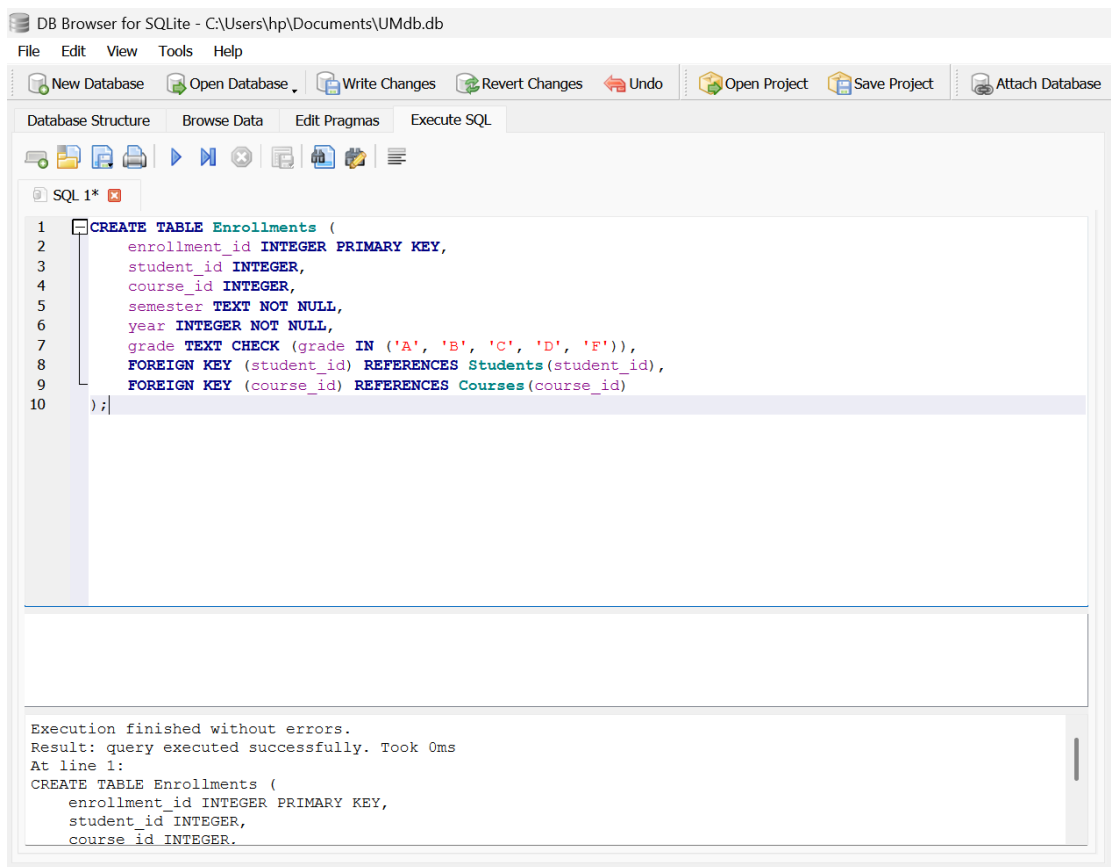 DB Browser for SQLite - C:\Users\hp\Documents\UMdb.db
File Edit View Tools Help
New Database Open Database Write Changes Revert Changes Undo Open Project Save Project Attach Database
Database Structure Browse Data Edit Pragmas Execute SQL
SQL 1*
1 CREATE TABLE Enrollments (
2 enrollment_id INTEGER PRIMARY KEY,
3 student_id INTEGER,
4 course_id INTEGER,
5 semester TEXT NOT NULL,
6 year INTEGER NOT NULL,
7 grade TEXT CHECK (grade IN ('A', 'B', 'C', 'D', 'F')),
8 FOREIGN KEY (student_id) REFERENCES Students(student_id),
9 FOREIGN KEY (course_id) REFERENCES Courses(course_id)
10 );
Execution finished without errors.
Result: query executed successfully. Took 0ms
At line 1:
CREATE TABLE Enrollments (
enrollment_id INTEGER PRIMARY KEY,
student_id INTEGER,
course_id INTEGER,